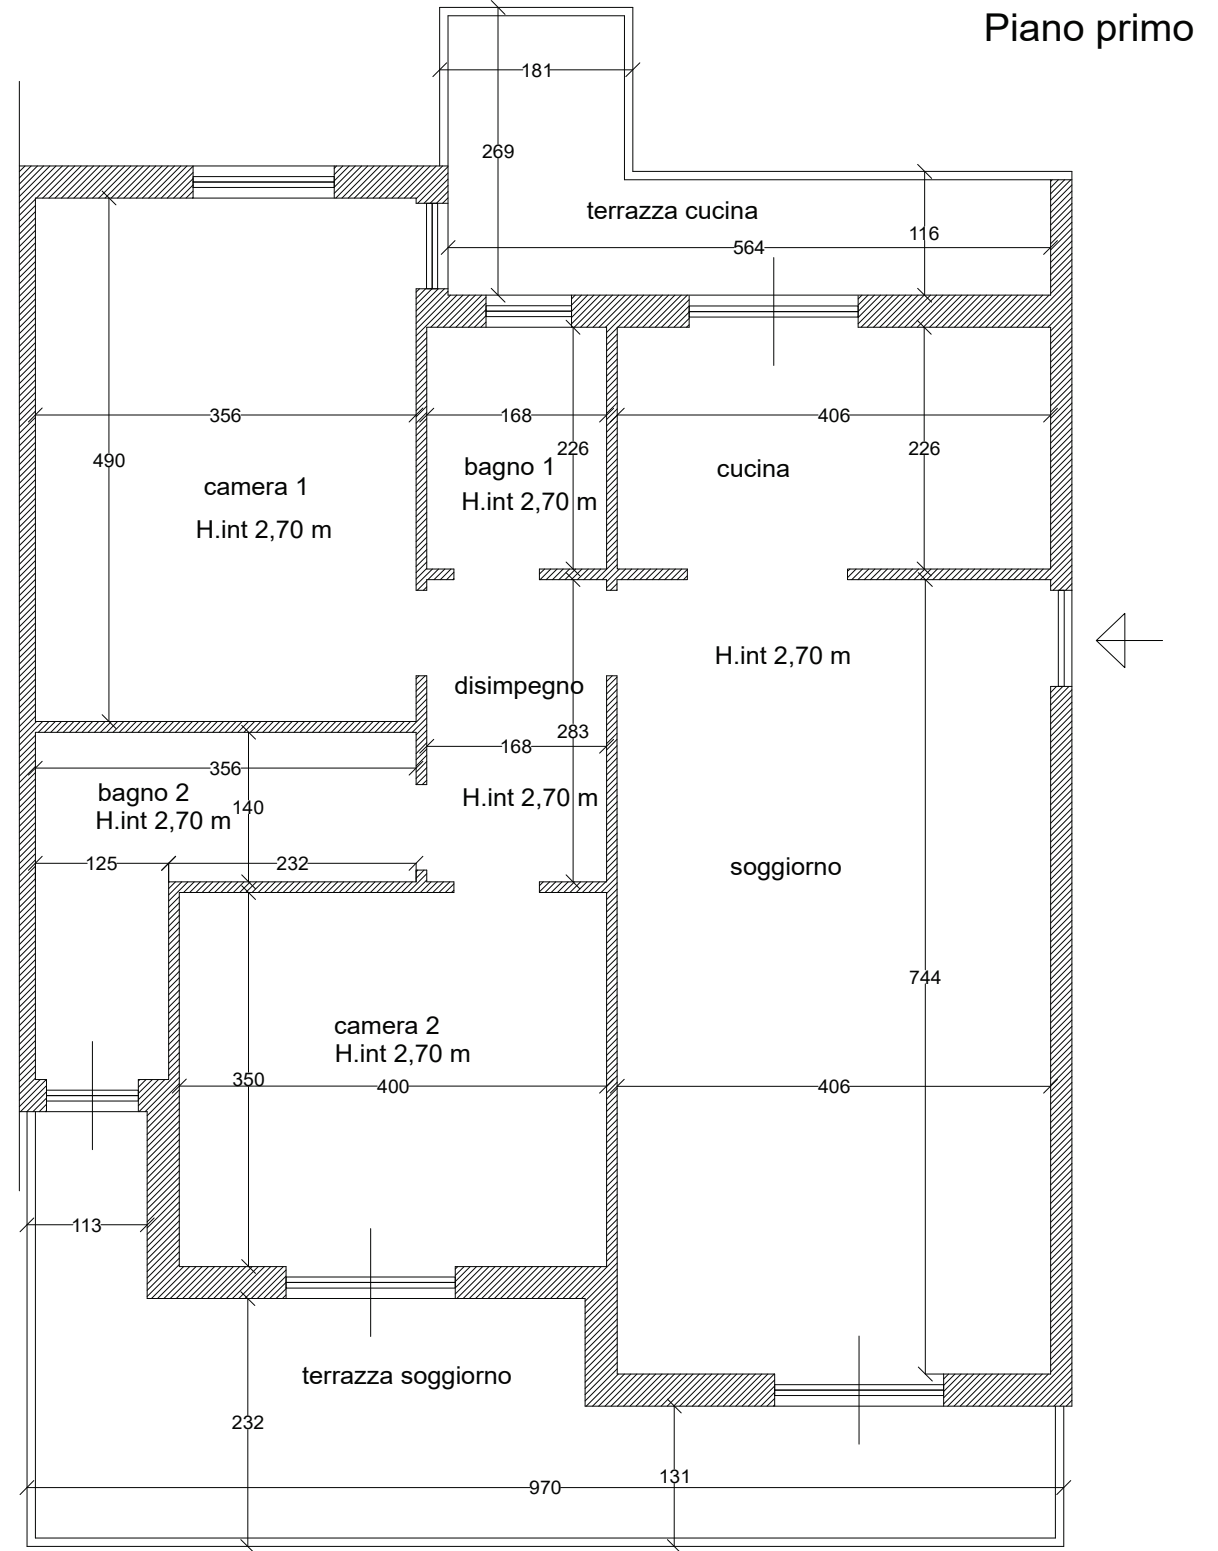 Piano primo
181
269
terrazza cucina
116
564
356
168
406
226
226
490
bagno 1
cucina
camera 1
H.int 2,70 m
H.int 2,70 m
H.int 2,70 m
disimpegno
283
168
356
bagno 2
140
H.int 2,70 m
H.int 2,70 m
125
232
soggiorno
744
camera 2
H.int 2,70 m
350
400
406
113
terrazza soggiorno
232
131
970